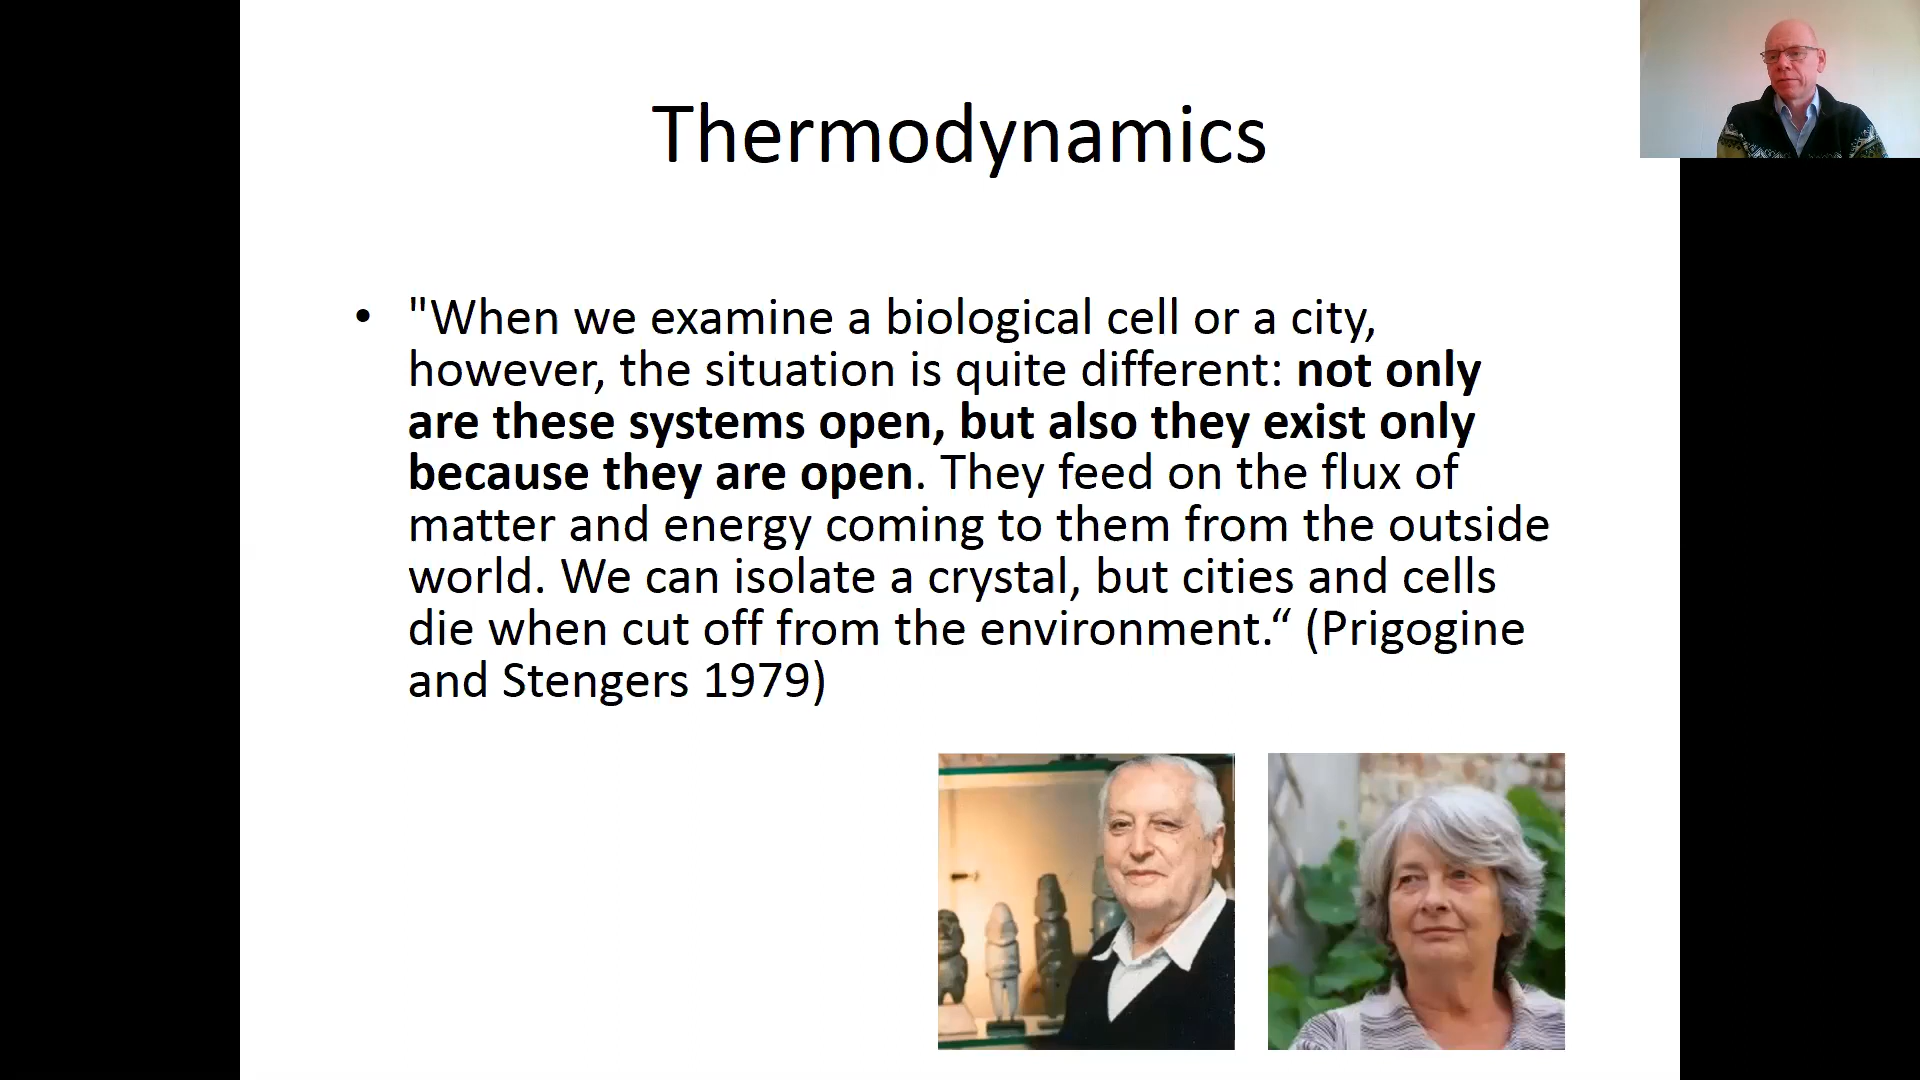 Thermodynamics
• "When we examine a biological cell or a city,
however, the situation is quite different: not only
are these systems open, but also they exist only
because they are open. They feed on the flux of
matter and energy coming to them from the outside
world. We can isolate a crystal, but cities and cells
die when cut off from the environment.“ (Prigogine
and Stengers 1979)